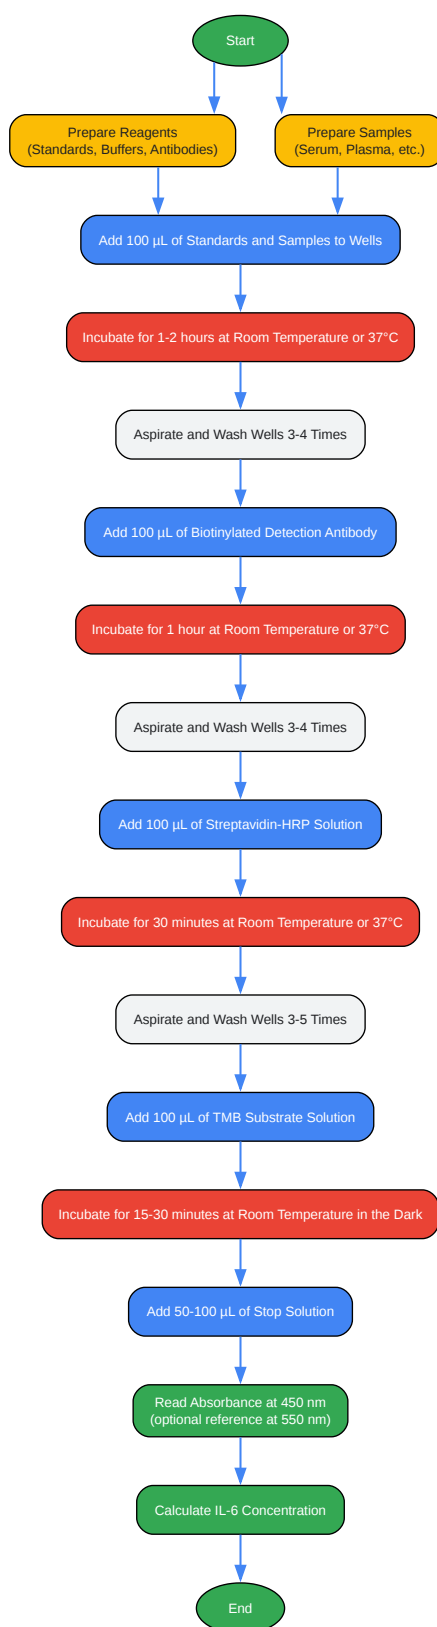 Start
Prepare Reagents
(Standards, Buffers, Antibodies)
Prepare Samples
(Serum, Plasma, etc.)
Add 100 µL of Standards and Samples to Wells
Incubate for 1-2 hours at Room Temperature or 37°C
Aspirate and Wash Wells 3-4 Times
Add 100 µL of Biotinylated Detection Antibody
Incubate for 1 hour at Room Temperature or 37°C
Aspirate and Wash Wells 3-4 Times
Add 100 µL of Streptavidin-HRP Solution
Incubate for 30 minutes at Room Temperature or 37°C
Aspirate and Wash Wells 3-5 Times
Add 100 µL of TMB Substrate Solution
Incubate for 15-30 minutes at Room Temperature in the Dark
Add 50-100 µL of Stop Solution
Read Absorbance at 450 nm
(optional reference at 550 nm)
Calculate IL-6 Concentration
End